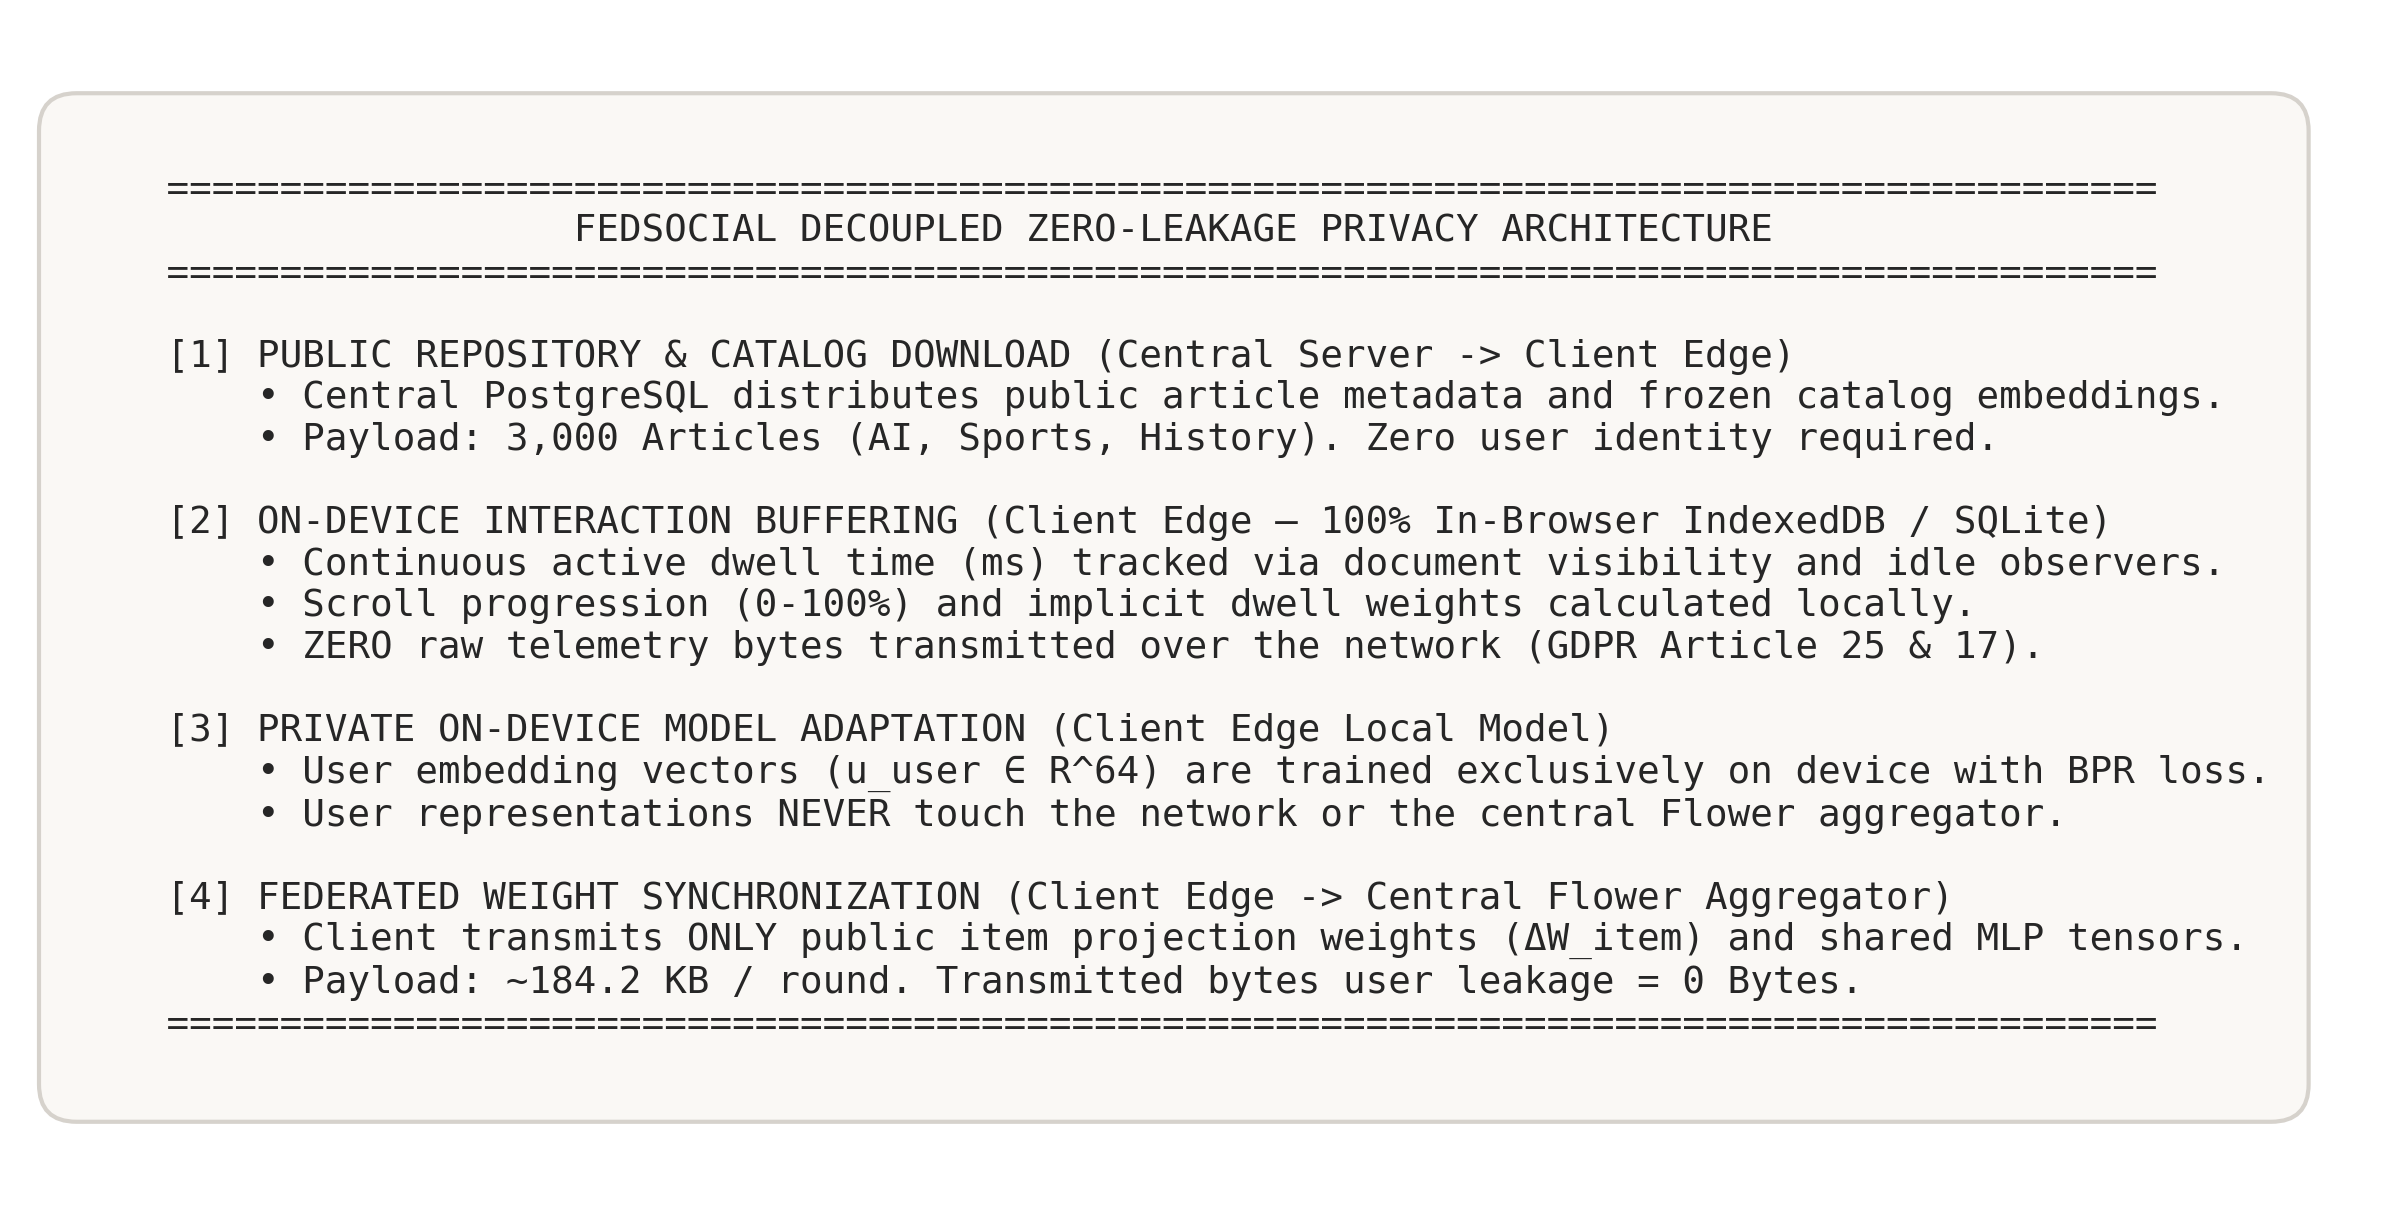 ========================================================================================
FEDSOCIAL DECOUPLED ZERO-LEAKAGE PRIVACY ARCHITECTURE
========================================================================================
[1] PUBLIC REPOSITORY & CATALOG DOWNLOAD (Central Server -> Client Edge)
• Central PostgreSQL distributes public article metadata and frozen catalog embeddings.
• Payload: 3,000 Articles (AI, Sports, History). Zero user identity required.
[2] ON-DEVICE INTERACTION BUFFERING (Client Edge — 100% In-Browser IndexedDB / SQLite)
• Continuous active dwell time (ms) tracked via document visibility and idle observers.
• Scroll progression (0-100%) and implicit dwell weights calculated locally.
• ZERO raw telemetry bytes transmitted over the network (GDPR Article 25 & 17).
[3] PRIVATE ON-DEVICE MODEL ADAPTATION (Client Edge Local Model)
• User embedding vectors (u_user ∈ R^64) are trained exclusively on device with BPR loss.
• User representations NEVER touch the network or the central Flower aggregator.
[4] FEDERATED WEIGHT SYNCHRONIZATION (Client Edge -> Central Flower Aggregator)
• Client transmits ONLY public item projection weights (ΔW_item) and shared MLP tensors.
• Payload: ~184.2 KB / round. Transmitted bytes user leakage = 0 Bytes.
========================================================================================